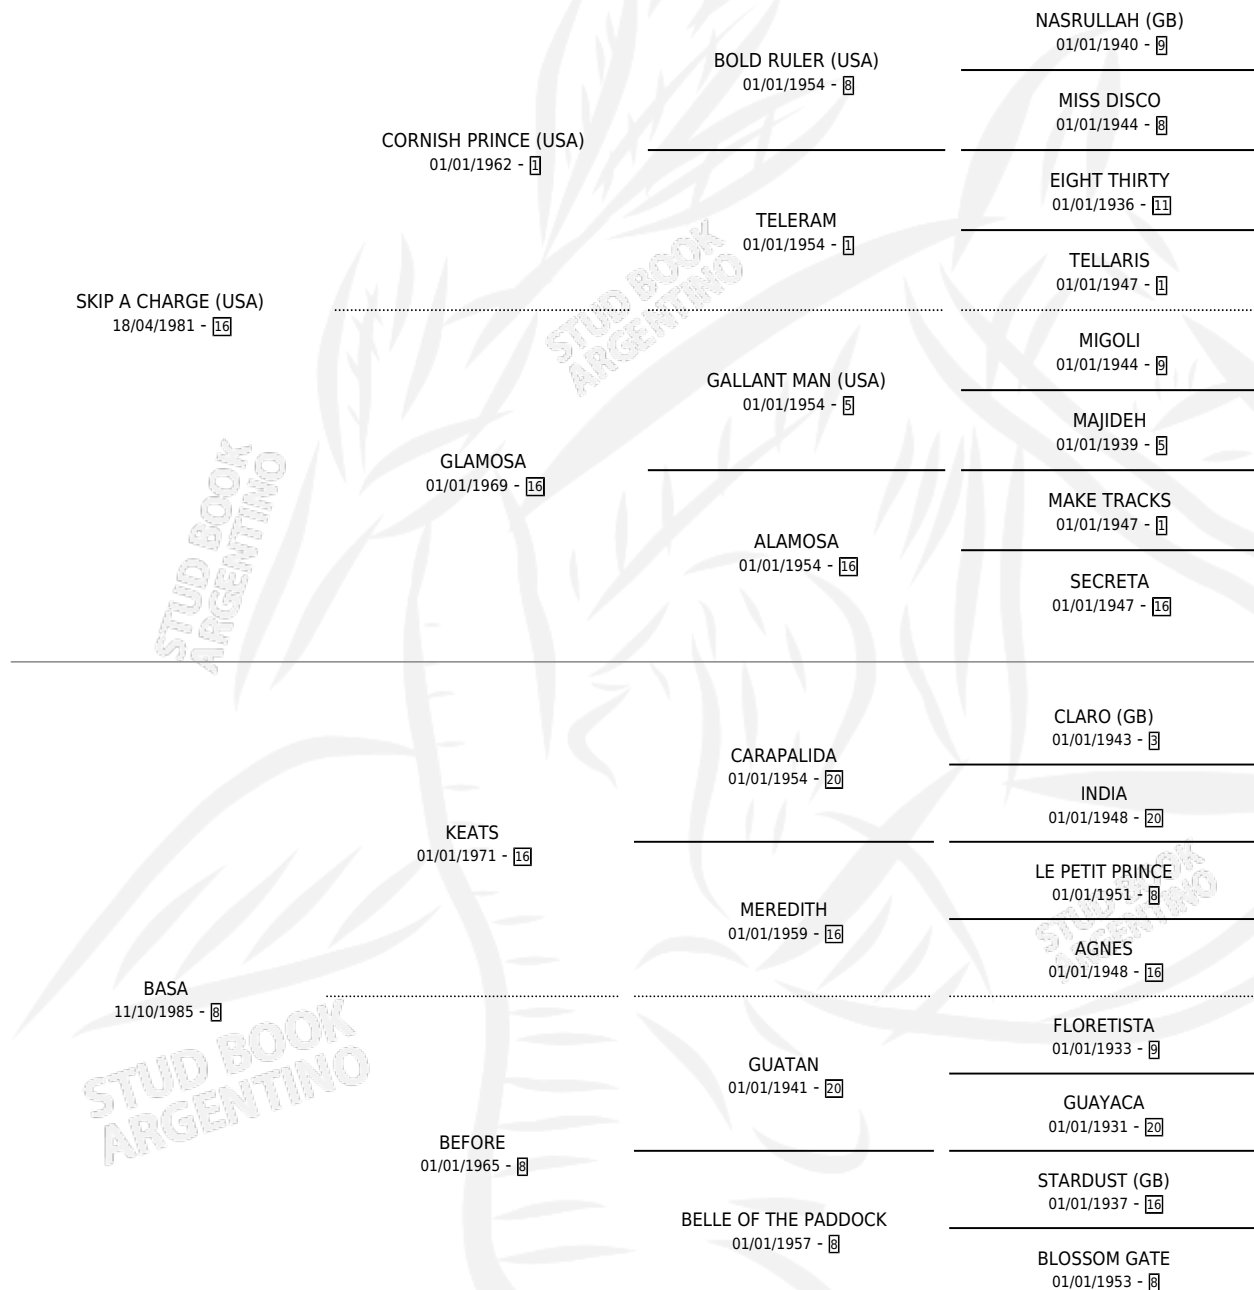 NASRULLAH (GB)
01/01/1940 - 9
BOLD RULER (USA)
01/01/1954 - 8
MISS DISCO
01/01/1944 - 8
CORNISH PRINCE (USA)
01/01/1962 - 1
EIGHT THIRTY
01/01/1936 - 11
TELERAM
01/01/1954 - 1
TELLARIS
01/01/1947 - 1
SKIP A CHARGE (USA)
18/04/1981 - 16
MIGOLI
01/01/1944 - 9
GALLANT MAN (USA)
01/01/1954 - 5
MAJIDEH
01/01/1939 - 5
GLAMOSA
01/01/1969 - 16
MAKE TRACKS
01/01/1947 - 1
ALAMOSA
01/01/1954 - 16
SECRETA
01/01/1947 - 16
CLARO (GB)
01/01/1943 - 3
CARAPALIDA
01/01/1954 - 20
INDIA
01/01/1948 - 20
KEATS
01/01/1971 - 16
LE PETIT PRINCE
01/01/1951 - 8
MEREDITH
01/01/1959 - 16
AGNES
01/01/1948 - 16
BASA
11/10/1985 - 8
FLORETISTA
01/01/1933 - 9
GUATAN
01/01/1941 - 20
GUAYACA
01/01/1931 - 20
BEFORE
01/01/1965 - 8
STARDUST (GB)
01/01/1937 - 16
BELLE OF THE PADDOCK
01/01/1957 - 8
BLOSSOM GATE
01/01/1953 - 8
STUD BOOK
ARGENTINO
STUD BOOK
ARGENTINO
STUD BOOK
ARGENTINO
STUD BOOK
ARGENTINO